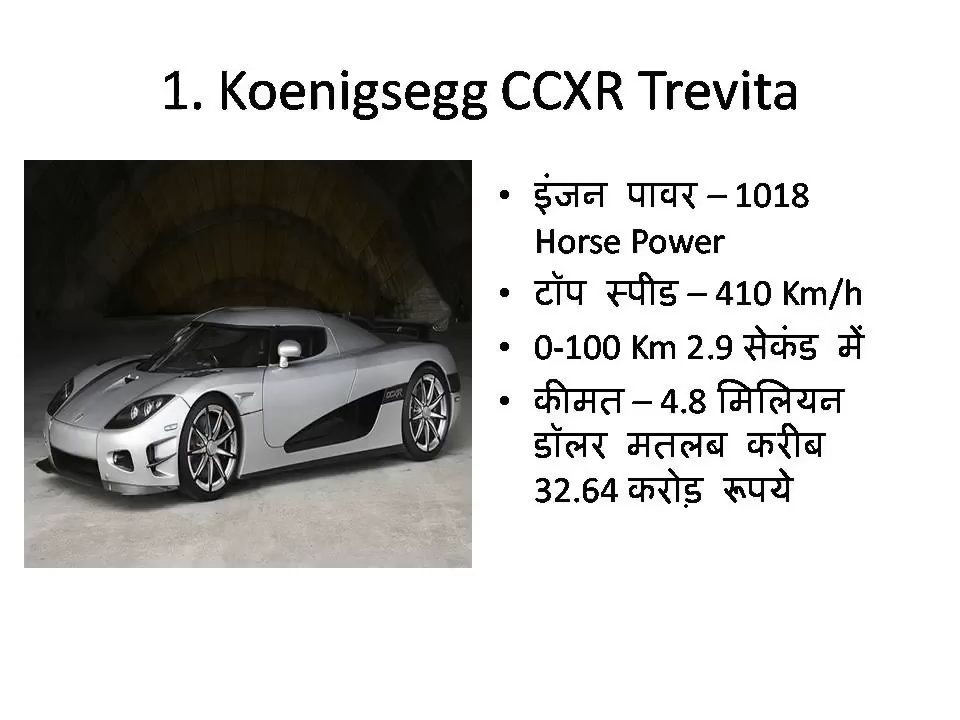 1. Koenigsegg CCXR Trevita
• इंजन पावर – 1018
Horse Power
• टॉप स्पीड – 410 Km/h
• 0-100 Km 2.9 सेकंड में
• कीमत – 4.8 मिलियन
डॉलर मतलब करीब
32.64 करोड़ रूपये
CCXR